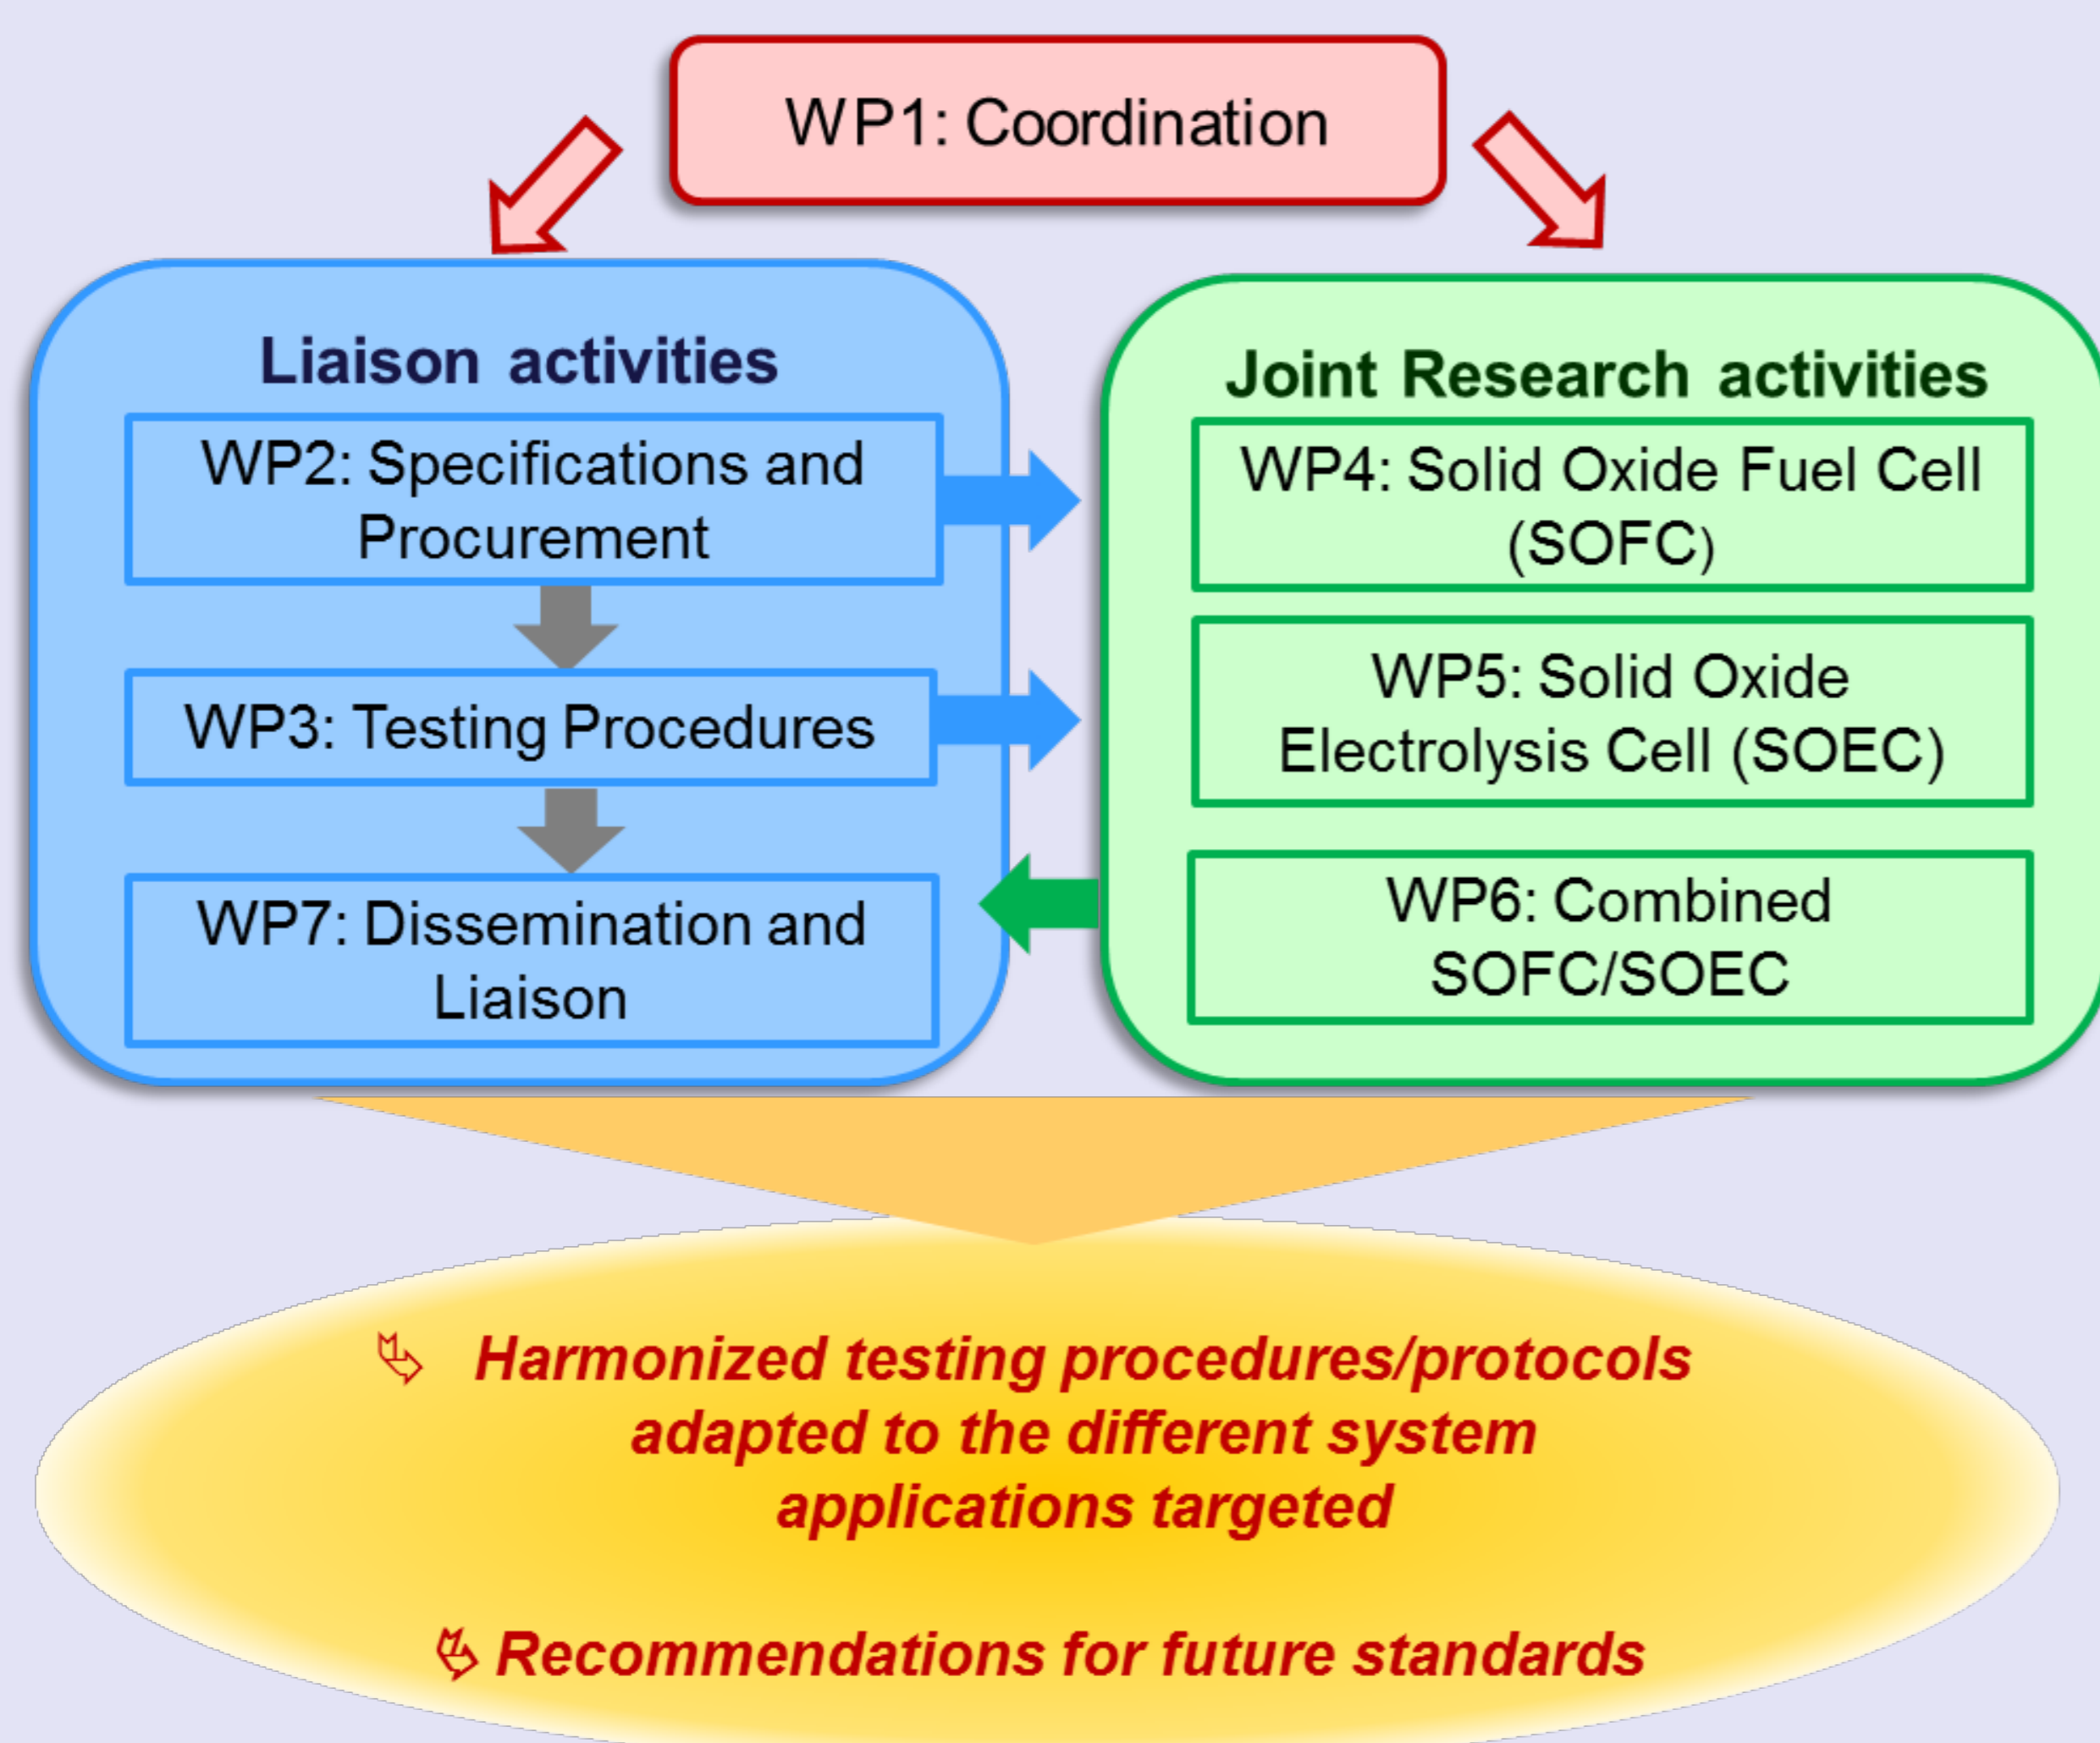 WP1: Coordination
Liaison activities
WP2: Specifications and
Procurement
WP3: Testing Procedures
WP7: Dissemination and
Liaison
Joint Research activities
WP4: Solid Oxide Fuel Cell
(SOFC)
WP5: Solid Oxide
Electrolysis Cell (SOEC)
WP6: Combined
SOFC/SOEC
Harmonized testing procedures/protocols
adapted to the different system
applications targeted
Recommendations for future standards